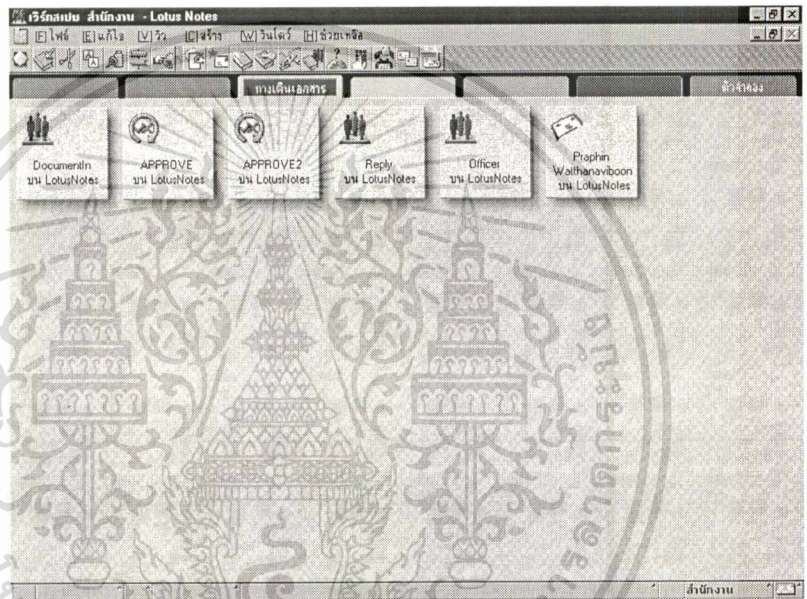 เวิร์กสเปซ สำนักงาน - Lotus Notes
[F]ไฟล์ [E]แก้ไข [V]วิว [C]สร้าง [W]วินโดว์ [H]ช่วยเหลือ
ทางเดินเอกสาร
ตัวจำลอง
DocumentIn
บน LotusNotes
APPROVE
บน LotusNotes
APPROVE2
บน LotusNotes
Reply
บน LotusNotes
Officer
บน LotusNotes
Praphin
Watthanaviboon
บน LotusNotes
สำนักงาน